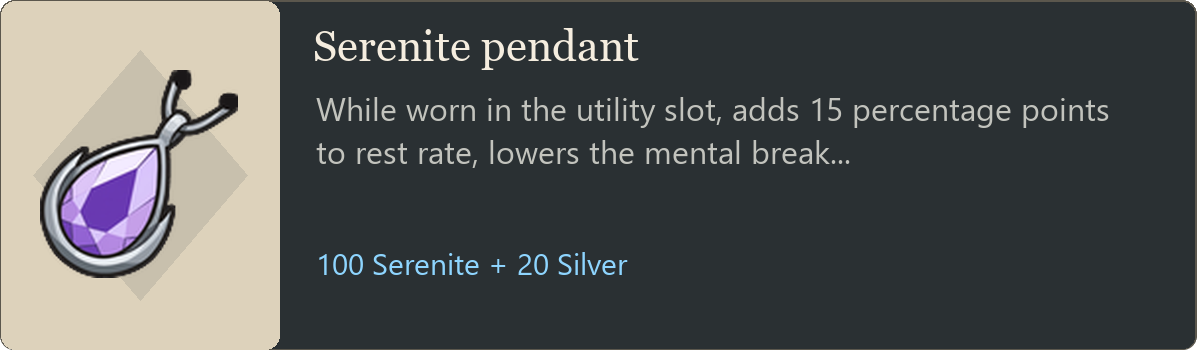 Serenite pendant
While worn in the utility slot, adds 15 percentage points
to rest rate, lowers the mental break...
100 Serenite + 20 Silver